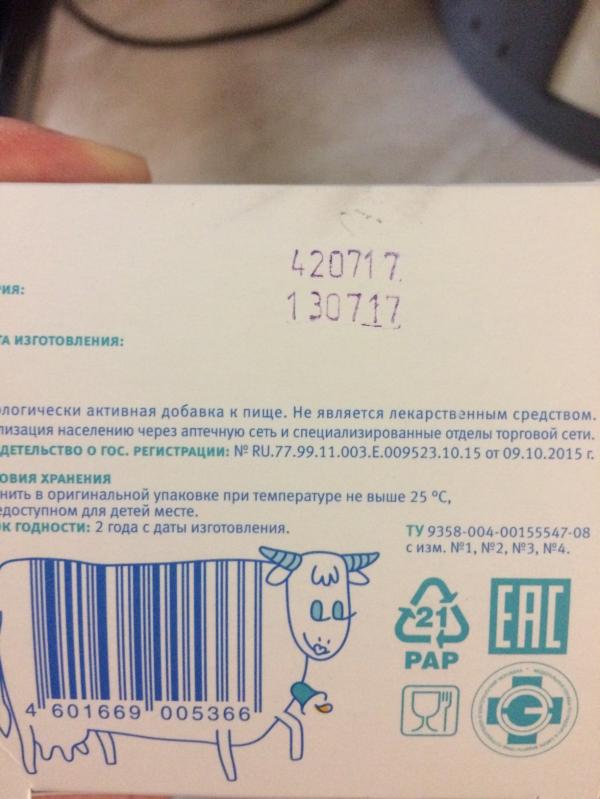 420717
РИЯ:
130717
ТА ИЗГОТОВЛЕНИЯ:
ологически активная добавка к пище. Не является лекарственным средством.
лизация населению через аптечную сеть и специализированные отделы торговой сети.
ДЕТЕЛЬСТВО О ГОС. РЕГИСТРАЦИИ: № RU.77.99.11.003.Е.009523.10.15 от 09.10.2015 г.
ОВИЯ ХРАНЕНИЯ
нить в оригинальной упаковке при температуре не выше 25 °С,
едоступном для детей месте.
ОК ГОДНОСТИ: 2 года с даты изготовления.
ТУ 9358-004-00155547-08
с изм. №1, №2, №3, №4.
21
PAP
EAC
4 601669 005366